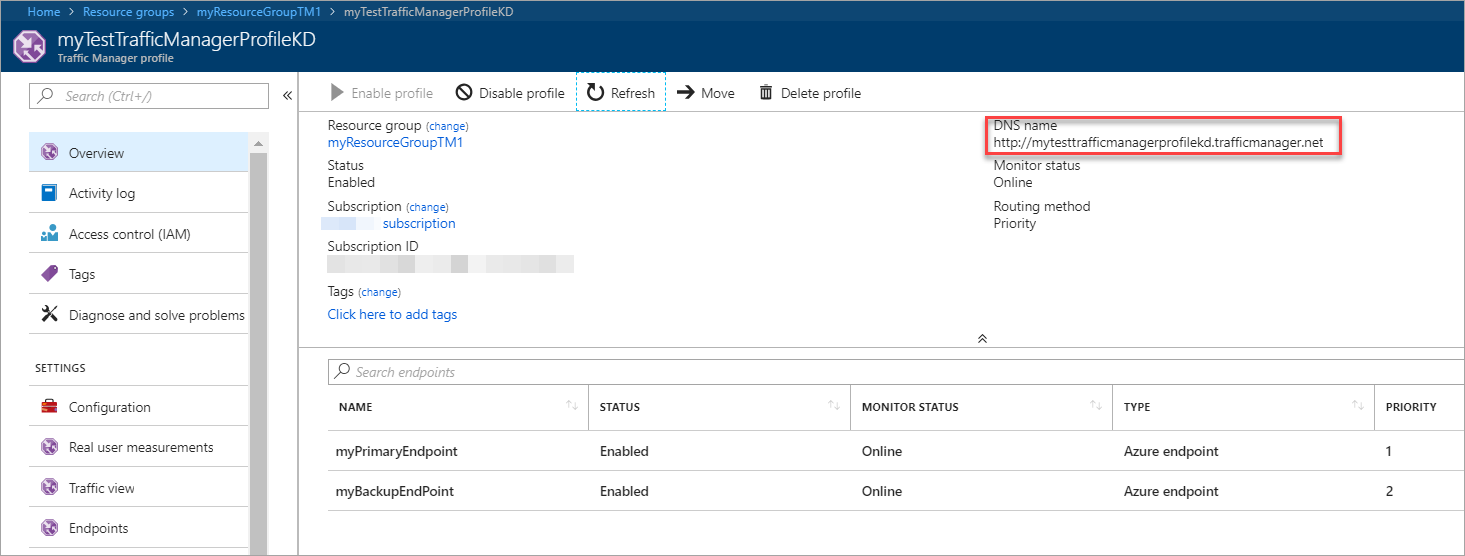 Home > Resource groups > myResourceGroupTM1 > myTestTrafficManagerProfileKD
myTestTrafficManagerProfileKD
Traffic Manager profile
Search (Ctrl+/)
Overview
Activity log
Access control (IAM)
Tags
Diagnose and solve problems
SETTINGS
Configuration
Real user measurements
Traffic view
Endpoints
Enable profile Disable profile Refresh Move Delete profile
Resource group (change)
myResourceGroupTM1
Status
Enabled
Subscription (change)
subscription
Subscription ID
Tags (change)
Click here to add tags
DNS name
http://mytesttrafficmanagerprofilekd.trafficmanager.net
Monitor status
Online
Routing method
Priority
Search endpoints
NAME STATUS MONITOR STATUS TYPE PRIORITY
myPrimaryEndpoint Enabled Online Azure endpoint 1
myBackupEndPoint Enabled Online Azure endpoint 2